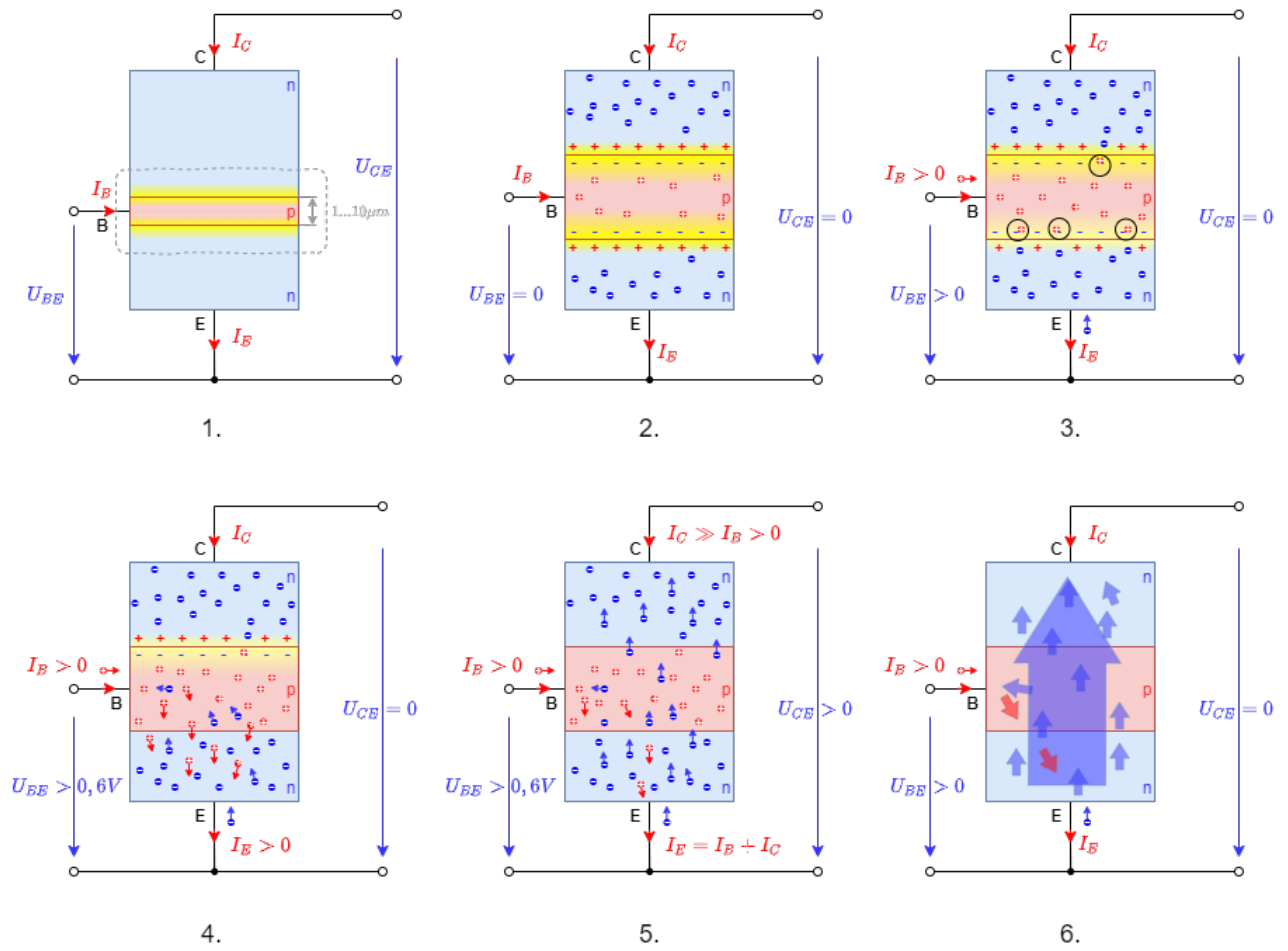 I_C
C
n
U_CE
I_B
B
p
1...10μm
U_BE
n
E
I_E
1.
I_C
C
n
I_B
B
p
U_CE = 0
U_BE = 0
n
E
I_E
2.
I_C
C
n
I_B > 0
B
p
U_CE = 0
U_BE > 0
n
E
I_E
3.
I_C
C
n
I_B > 0
B
p
U_CE = 0
U_BE > 0,6V
n
E
I_E > 0
4.
I_C ≫ I_B > 0
C
n
I_B > 0
B
p
U_CE > 0
U_BE > 0,6V
n
E
I_E = I_B + I_C
5.
I_C
C
n
I_B > 0
B
p
U_CE = 0
U_BE > 0
n
E
I_E
6.